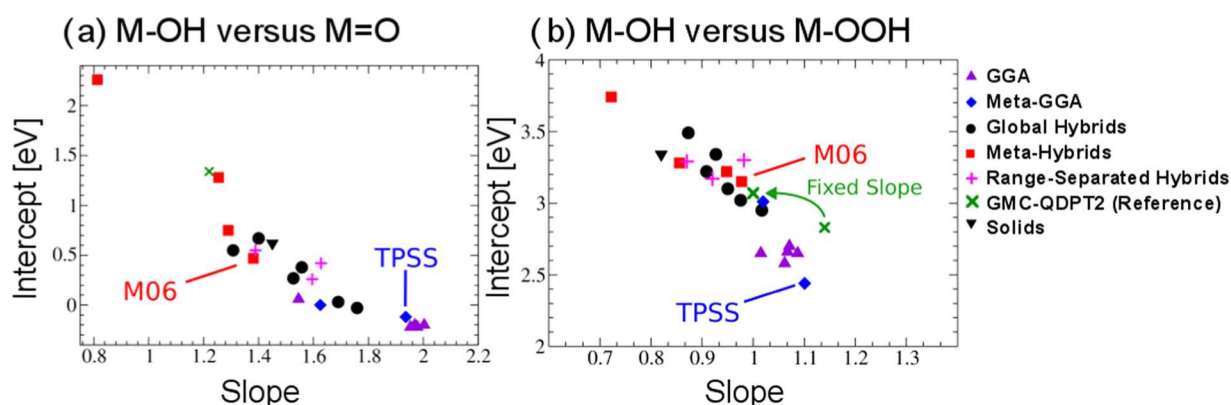 (a) M-OH versus M=O
(b) M-OH versus M-OOH
Intercept [eV]
2
1.5
1
0.5
0
M06
TPSS
0.8 1 1.2 1.4 1.6 1.8 2 2.2
Slope
Intercept [eV]
4
3.5
3
2.5
2
M06
Fixed Slope
TPSS
0.7 0.8 0.9 1 1.1 1.2 1.3
Slope
GGA
Meta-GGA
Global Hybrids
Meta-Hybrids
Range-Separated Hybrids
GMC-QDPT2 (Reference)
Solids